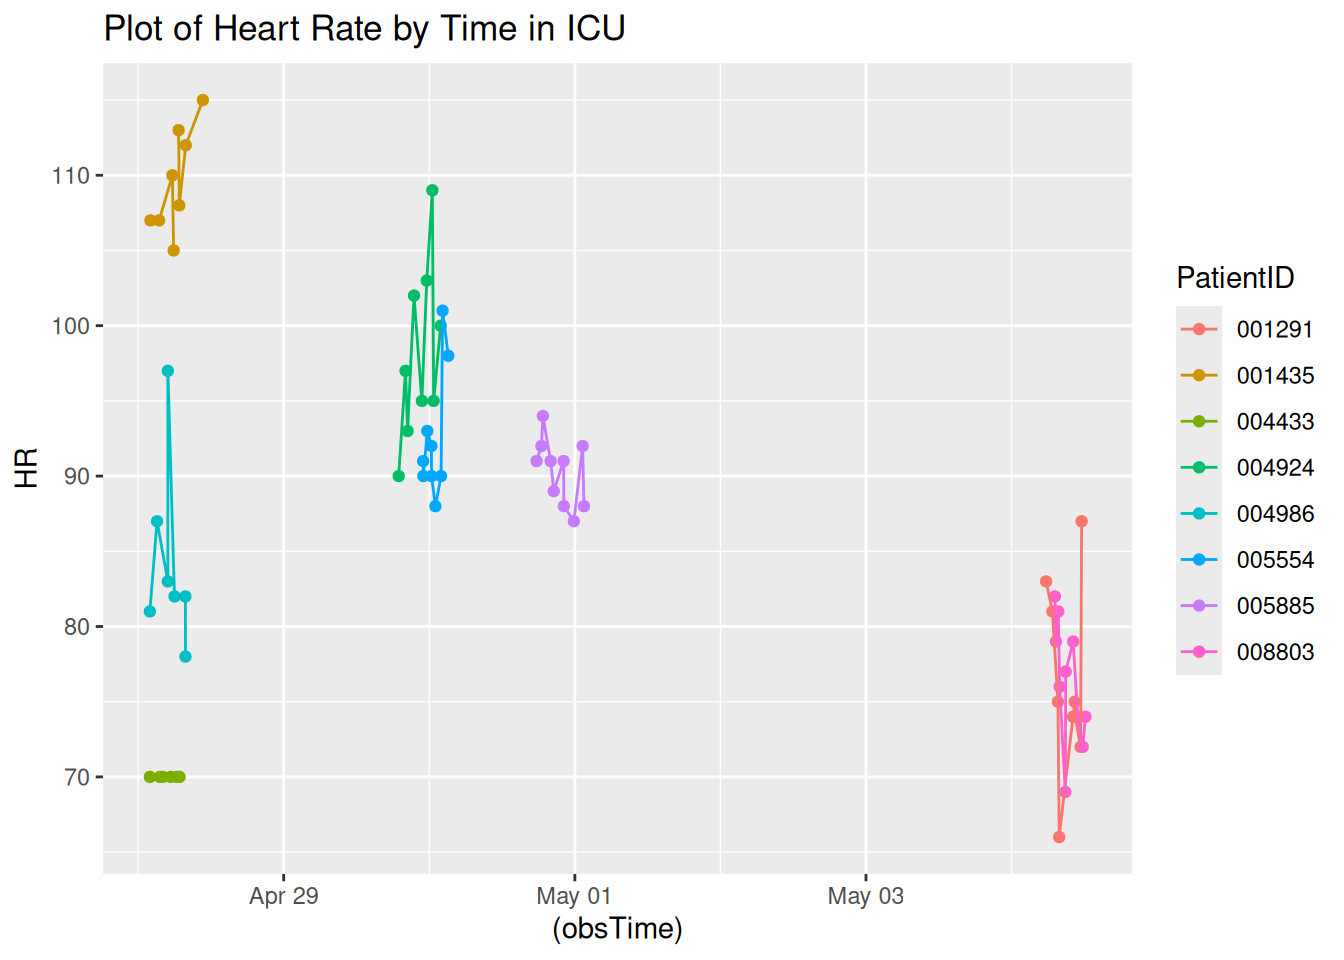 Plot of Heart Rate by Time in ICU
HR
110
100
90
80
70
Apr 29
May 01
May 03
(obsTime)
PatientID
001291
001435
004433
004924
004986
005554
005885
008803